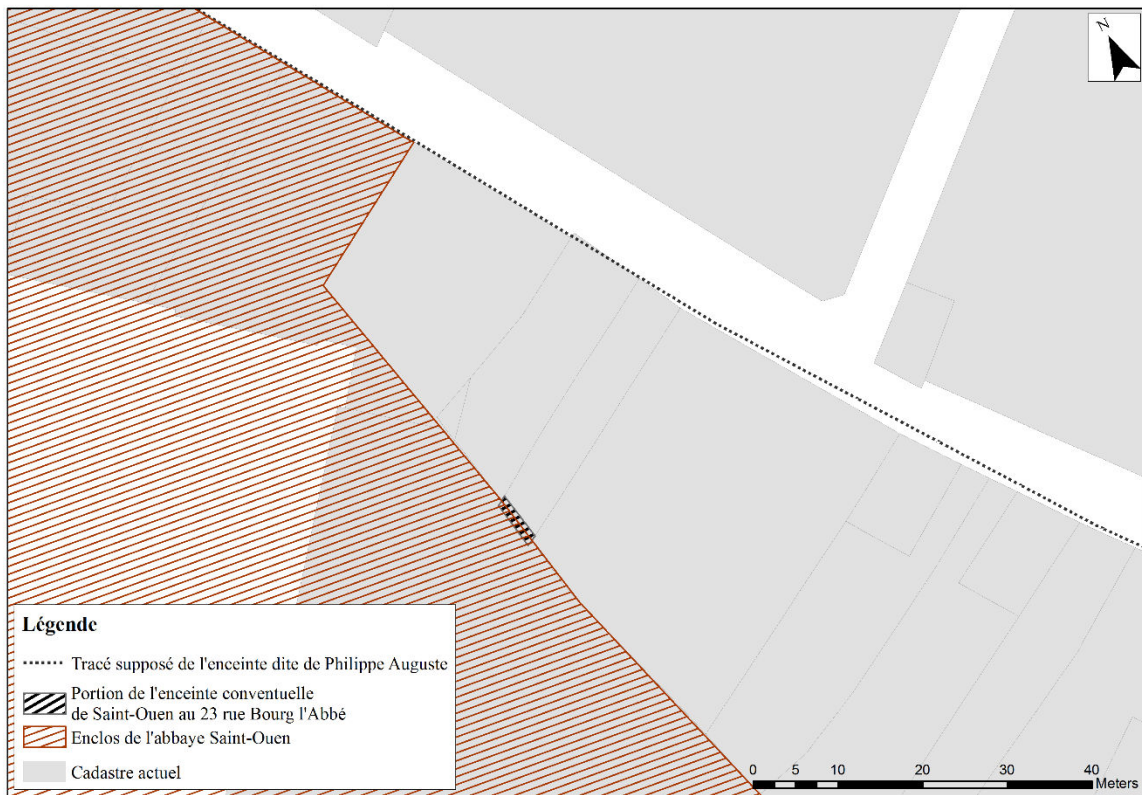 N
Légende
Tracé supposé de l'enceinte dite de Philippe Auguste
Portion de l'enceinte conventuelle
de Saint-Ouen au 23 rue Bourg l'Abbé
Enclos de l'abbaye Saint-Ouen
Cadastre actuel
0 5 10 20 30 40
Meters